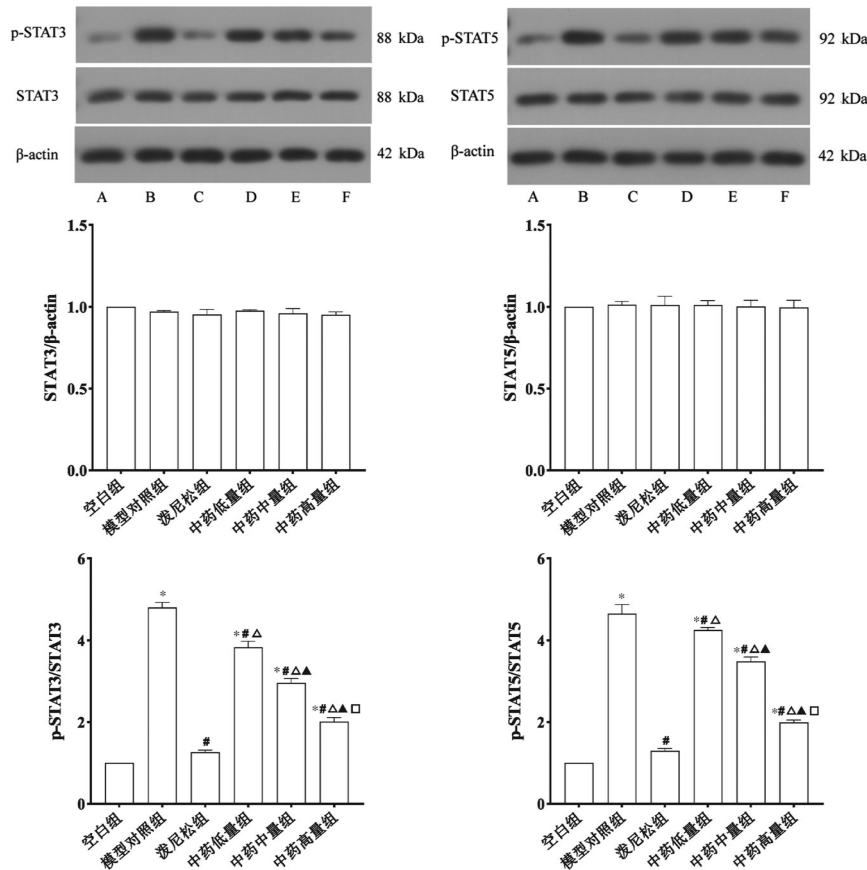 p-STAT3
88 kDa
STAT3
88 kDa
β-actin
42 kDa
A B C D E F
p-STAT5
92 kDa
STAT5
92 kDa
β-actin
42 kDa
A B C D E F
STAT3/β-actin
1.5
1.0
0.5
0.0
空白组
模型对照组
泼尼松组
中药低量组
中药中量组
中药高量组
STAT5/β-actin
1.5
1.0
0.5
0.0
空白组
模型对照组
泼尼松组
中药低量组
中药中量组
中药高量组
p-STAT3/STAT3
6
4
2
0
*
#
*#△
*#△▲
*#△▲□
空白组
模型对照组
泼尼松组
中药低量组
中药中量组
中药高量组
p-STAT5/STAT5
6
4
2
0
*
#
*#△
*#△▲
*#△▲□
空白组
模型对照组
泼尼松组
中药低量组
中药中量组
中药高量组